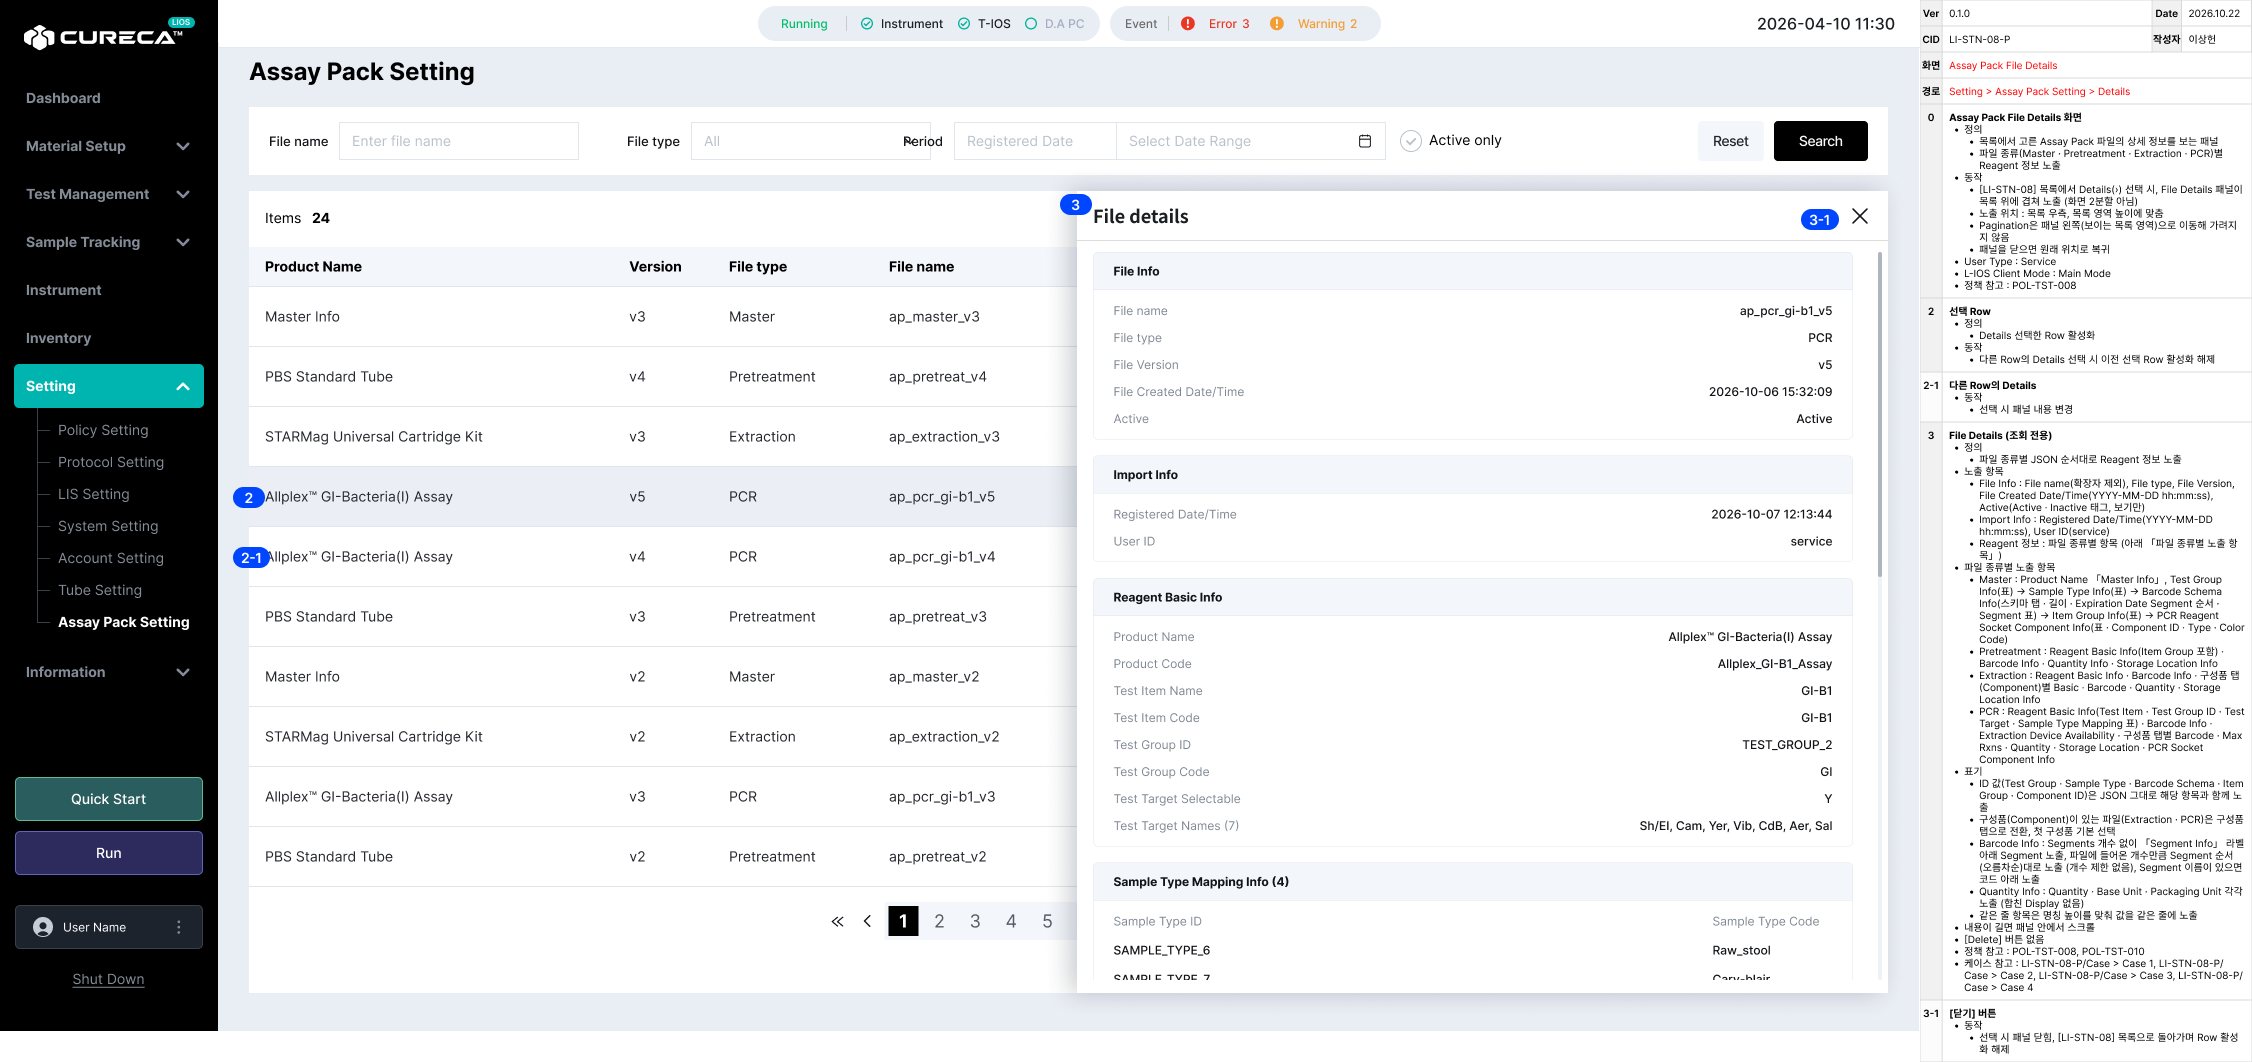 LIOS
CURECA™
Dashboard
Material Setup
Test Management
Sample Tracking
Instrument
Inventory
Setting
Policy Setting
Protocol Setting
LIS Setting
System Setting
Account Setting
Tube Setting
Assay Pack Setting
Information
Quick Start
Run
User Name
Shut Down
Running Instrument T-IOS D.A PC
Event Error 3 Warning 2
2026-04-10 11:30
Assay Pack Setting
File name Enter file name File type All Period Registered Date Select Date Range Active only Reset Search
Items 24
Product Name Version File type File name
Master Info v3 Master ap_master_v3
PBS Standard Tube v4 Pretreatment ap_pretreat_v4
STARMag Universal Cartridge Kit v3 Extraction ap_extraction_v3
2 Allplex™ GI-Bacteria(I) Assay v5 PCR ap_pcr_gi-b1_v5
2-1 Allplex™ GI-Bacteria(I) Assay v4 PCR ap_pcr_gi-b1_v4
PBS Standard Tube v3 Pretreatment ap_pretreat_v3
Master Info v2 Master ap_master_v2
STARMag Universal Cartridge Kit v2 Extraction ap_extraction_v2
Allplex™ GI-Bacteria(I) Assay v3 PCR ap_pcr_gi-b1_v3
PBS Standard Tube v2 Pretreatment ap_pretreat_v2
1 2 3 4 5
3 File details 3-1
File Info
File name ap_pcr_gi-b1_v5
File type PCR
File Version v5
File Created Date/Time 2026-10-06 15:32:09
Active Active
Import Info
Registered Date/Time 2026-10-07 12:13:44
User ID service
Reagent Basic Info
Product Name Allplex™ GI-Bacteria(I) Assay
Product Code Allplex_GI-B1_Assay
Test Item Name GI-B1
Test Item Code GI-B1
Test Group ID TEST_GROUP_2
Test Group Code GI
Test Target Selectable Y
Test Target Names (7) Sh/EI, Cam, Yer, Vib, CdB, Aer, Sal
Sample Type Mapping Info (4)
Sample Type ID Sample Type Code
SAMPLE_TYPE_6 Raw_stool
SAMPLE_TYPE_7 Cary-blair
Ver 0.1.0 Date 2026.10.22
CID LI-STN-08-P 작성자 이상헌
화면 Assay Pack File Details
경로 Setting > Assay Pack Setting > Details
0 Assay Pack File Details 화면
• 정의
• 목록에서 고른 Assay Pack 파일의 상세 정보를 보는 패널
• 파일 종류(Master · Pretreatment · Extraction · PCR)별
Reagent 정보 노출
• 동작
• [LI-STN-08] 목록에서 Details(›) 선택 시, File Details 패널이
목록 위에 겹쳐 노출 (화면 2분할 아님)
• 노출 위치 : 목록 우측, 목록 영역 높이에 맞춤
• Pagination은 패널 왼쪽(보이는 목록 영역)으로 이동해 가려지
지 않음
• 패널을 닫으면 원래 위치로 복귀
• User Type : Service
• L-IOS Client Mode : Main Mode
• 정책 참고 : POL-TST-008
2 선택 Row
• 정의
• Details 선택한 Row 활성화
• 동작
• 다른 Row의 Details 선택 시 이전 선택 Row 활성화 해제
2-1 다른 Row의 Details
• 동작
• 선택 시 패널 내용 변경
3 File Details (조회 전용)
• 정의
• 파일 종류별 JSON 순서대로 Reagent 정보 노출
• 노출 항목
• File Info : File name(확장자 제외), File type, File Version,
File Created Date/Time(YYYY-MM-DD hh:mm:ss),
Active(Active · Inactive 태그, 보기만)
• Import Info : Registered Date/Time(YYYY-MM-DD
hh:mm:ss), User ID(service)
• Reagent 정보 : 파일 종류별 항목 (아래 「파일 종류별 노출 항
목」)
• 파일 종류별 노출 항목
• Master : Product Name 「Master Info」, Test Group
Info(표) → Sample Type Info(표) → Barcode Schema
Info(스키마 탭 · 길이 · Expiration Date Segment 순서 ·
Segment 표) → Item Group Info(표) → PCR Reagent
Socket Component Info(표 · Component ID · Type · Color
Code)
• Pretreatment : Reagent Basic Info(Item Group 포함) ·
Barcode Info · Quantity Info · Storage Location Info
• Extraction : Reagent Basic Info · Barcode Info · 구성품 탭
(Component)별 Basic · Barcode · Quantity · Storage
Location Info
• PCR : Reagent Basic Info(Test Item · Test Group ID · Test
Target · Sample Type Mapping 표) · Barcode Info ·
Extraction Device Availability · 구성품 탭별 Barcode · Max
Rxns · Quantity · Storage Location · PCR Socket
Component Info
• 표기
• ID 값(Test Group · Sample Type · Barcode Schema · Item
Group · Component ID)은 JSON 그대로 해당 항목과 함께 노
출
• 구성품(Component)이 있는 파일(Extraction · PCR)은 구성품
탭으로 전환, 첫 구성품 기본 선택
• Barcode Info : Segments 개수 없이 「Segment Info」 라벨
아래 Segment 노출, 파일에 들어온 개수만큼 Segment 순서
(오름차순)대로 노출 (개수 제한 없음), Segment 이름이 있으면
코드 아래 노출
• Quantity Info : Quantity · Base Unit · Packaging Unit 각각
노출 (합친 Display 없음)
• 같은 줄 항목은 명칭 높이를 맞춰 값을 같은 줄에 노출
• 내용이 길면 패널 안에서 스크롤
• [Delete] 버튼 없음
• 정책 참고 : POL-TST-008, POL-TST-010
• 케이스 참고 : LI-STN-08-P/Case > Case 1, LI-STN-08-P/
Case > Case 2, LI-STN-08-P/Case > Case 3, LI-STN-08-P/
Case > Case 4
3-1 [닫기] 버튼
• 동작
• 선택 시 패널 닫힘, [LI-STN-08] 목록으로 돌아가며 Row 활성
화 해제